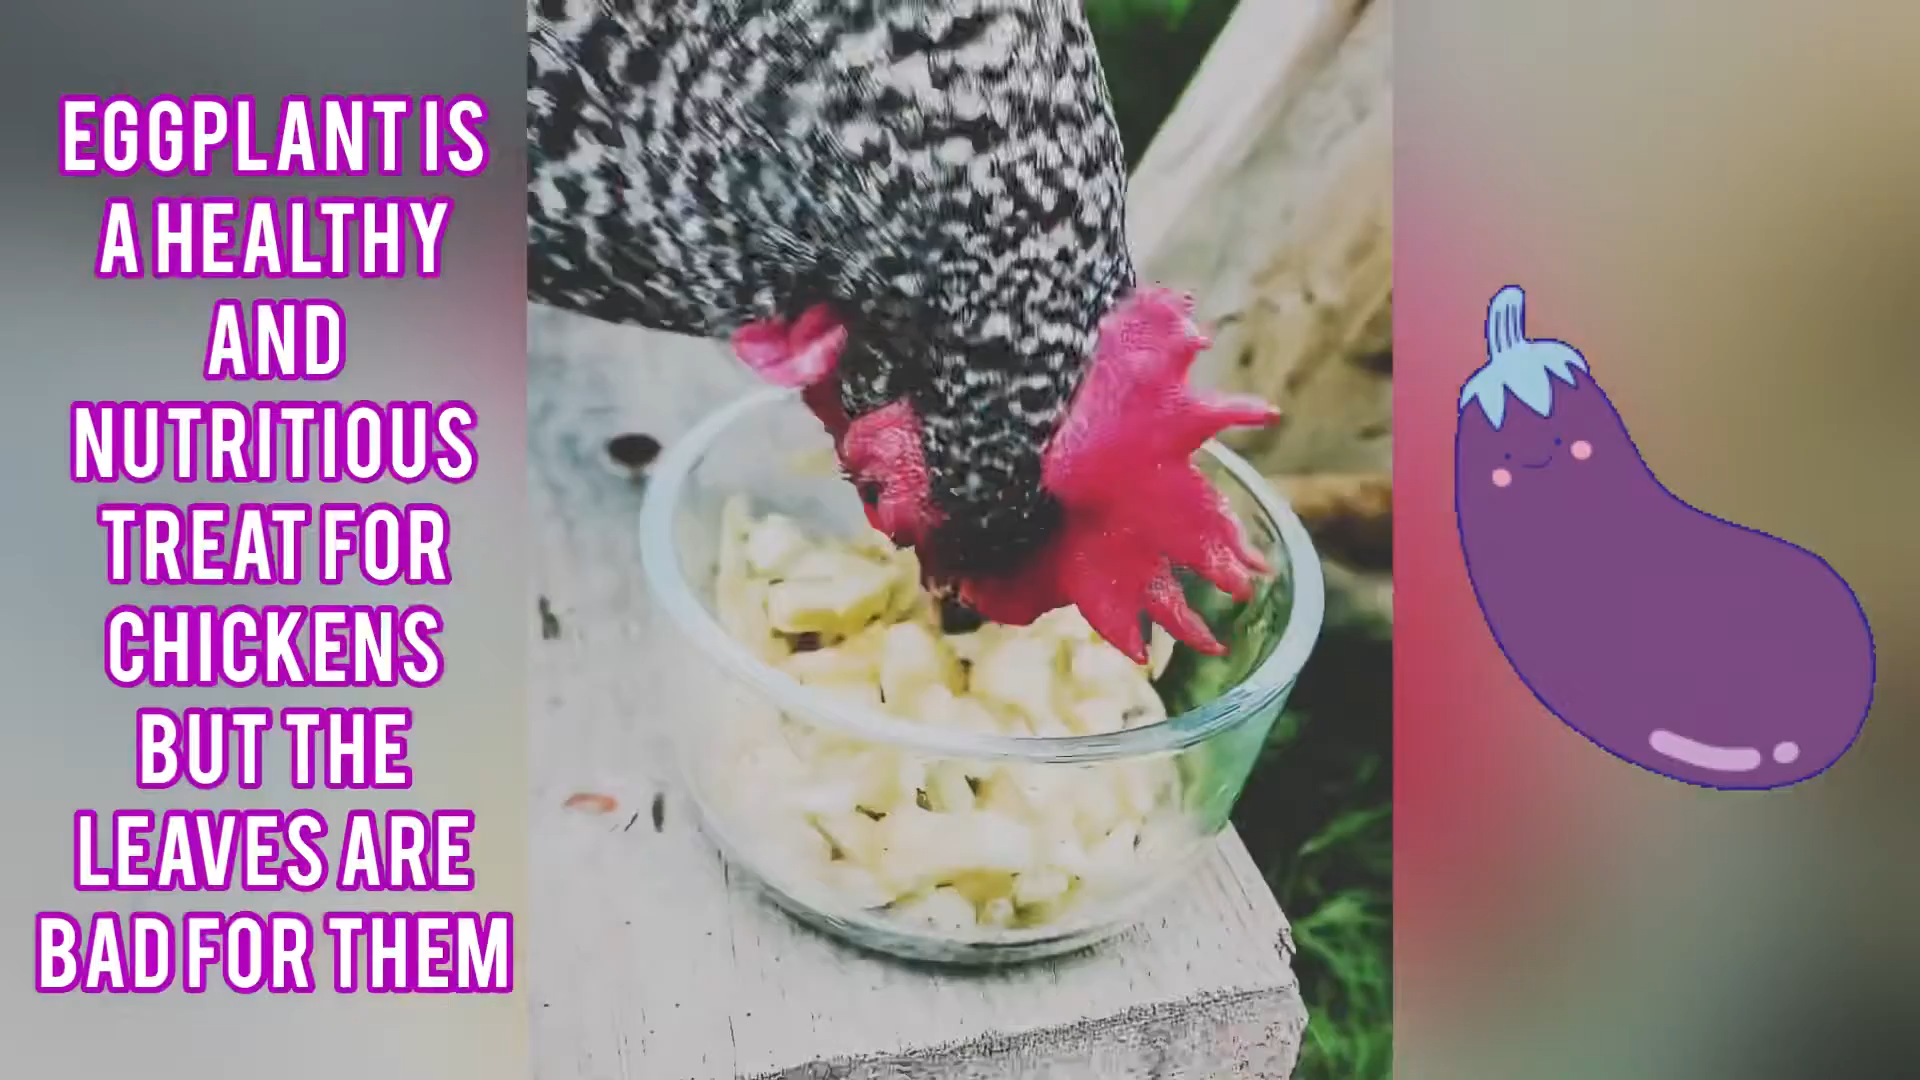 EGGPLANT IS
A HEALTHY
AND
NUTRITIOUS
TREAT FOR
CHICKENS
BUT THE
LEAVES ARE
BAD FOR THEM